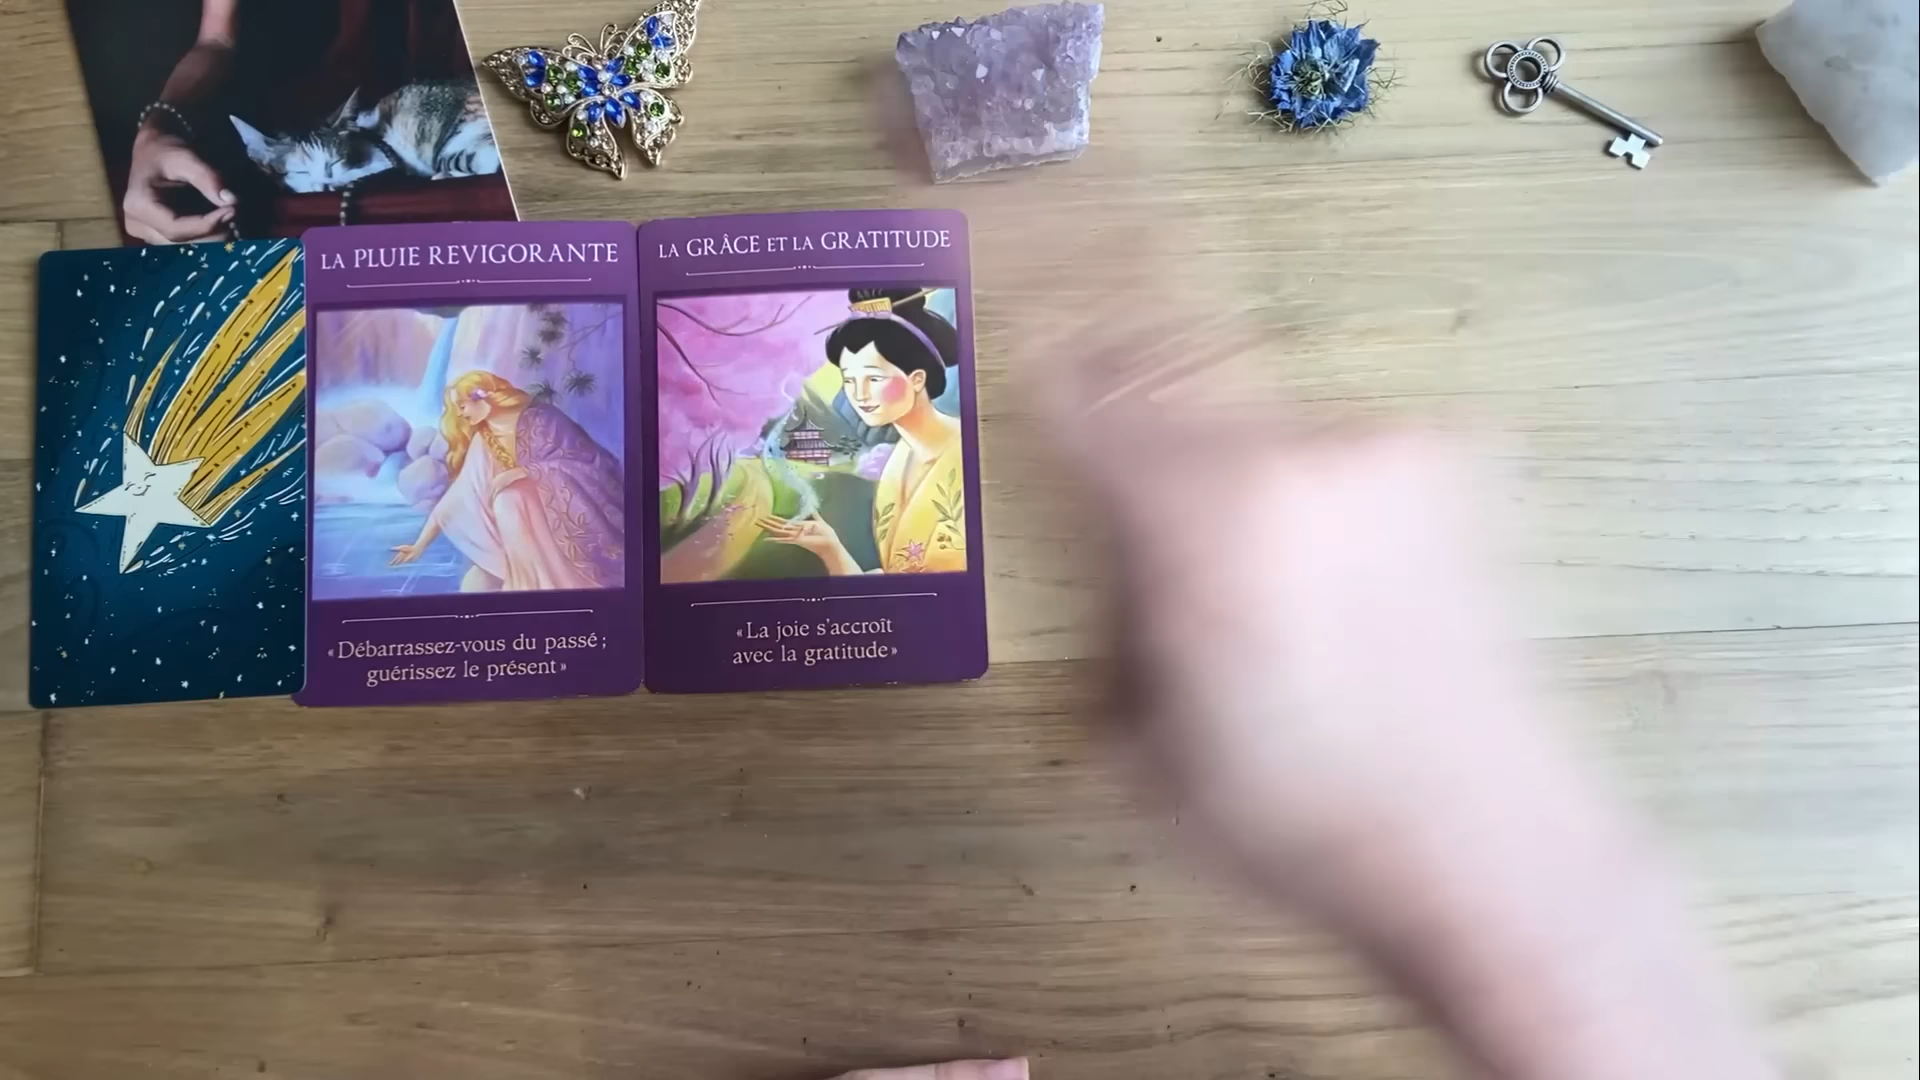 LA PLUIE REVIGORANTE
«Débarrassez-vous du passé;
guérissez le présent»
LA GRÂCE ET LA GRATITUDE
«La joie s'accroît
avec la gratitude»